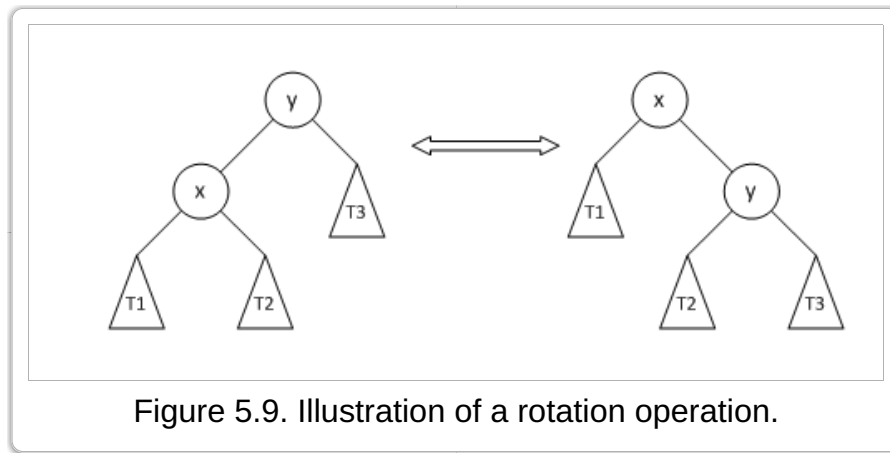 y
x
x
T3
T1
y
T1
T2
T2
T3
Figure 5.9. Illustration of a rotation operation.